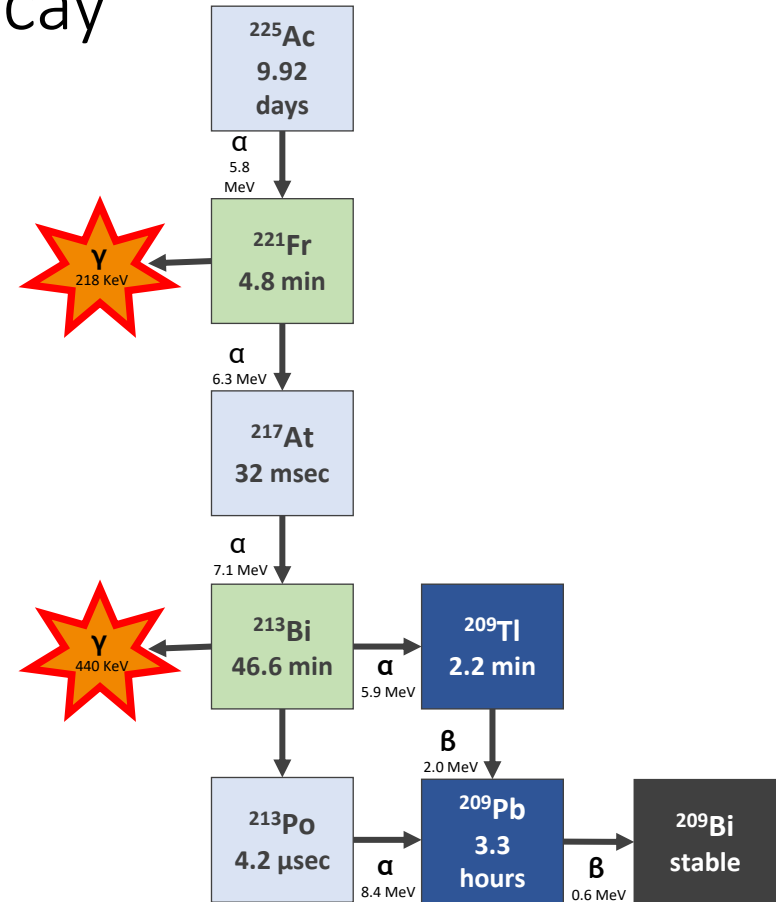 cay
²²⁵Ac
9.92
days
α
5.8
MeV
²²¹Fr
4.8 min
γ
218 KeV
α
6.3 MeV
²¹⁷At
32 msec
α
7.1 MeV
²¹³Bi
46.6 min
γ
440 KeV
α
5.9 MeV
²⁰⁹Tl
2.2 min
β
2.0 MeV
²¹³Po
4.2 µsec
α
8.4 MeV
²⁰⁹Pb
3.3
hours
β
0.6 MeV
²⁰⁹Bi
stable